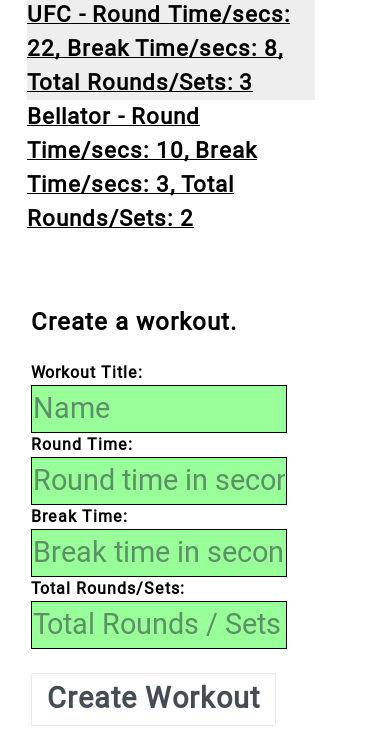 UFC - Round Time/secs:
22, Break Time/secs: 8,
Total Rounds/Sets: 3
Bellator - Round
Time/secs: 10, Break
Time/secs: 3, Total
Rounds/Sets: 2
Create a workout.
Workout Title:
Name
Round Time:
Round time in secon
Break Time:
Break time in secon
Total Rounds/Sets:
Total Rounds / Sets
Create Workout